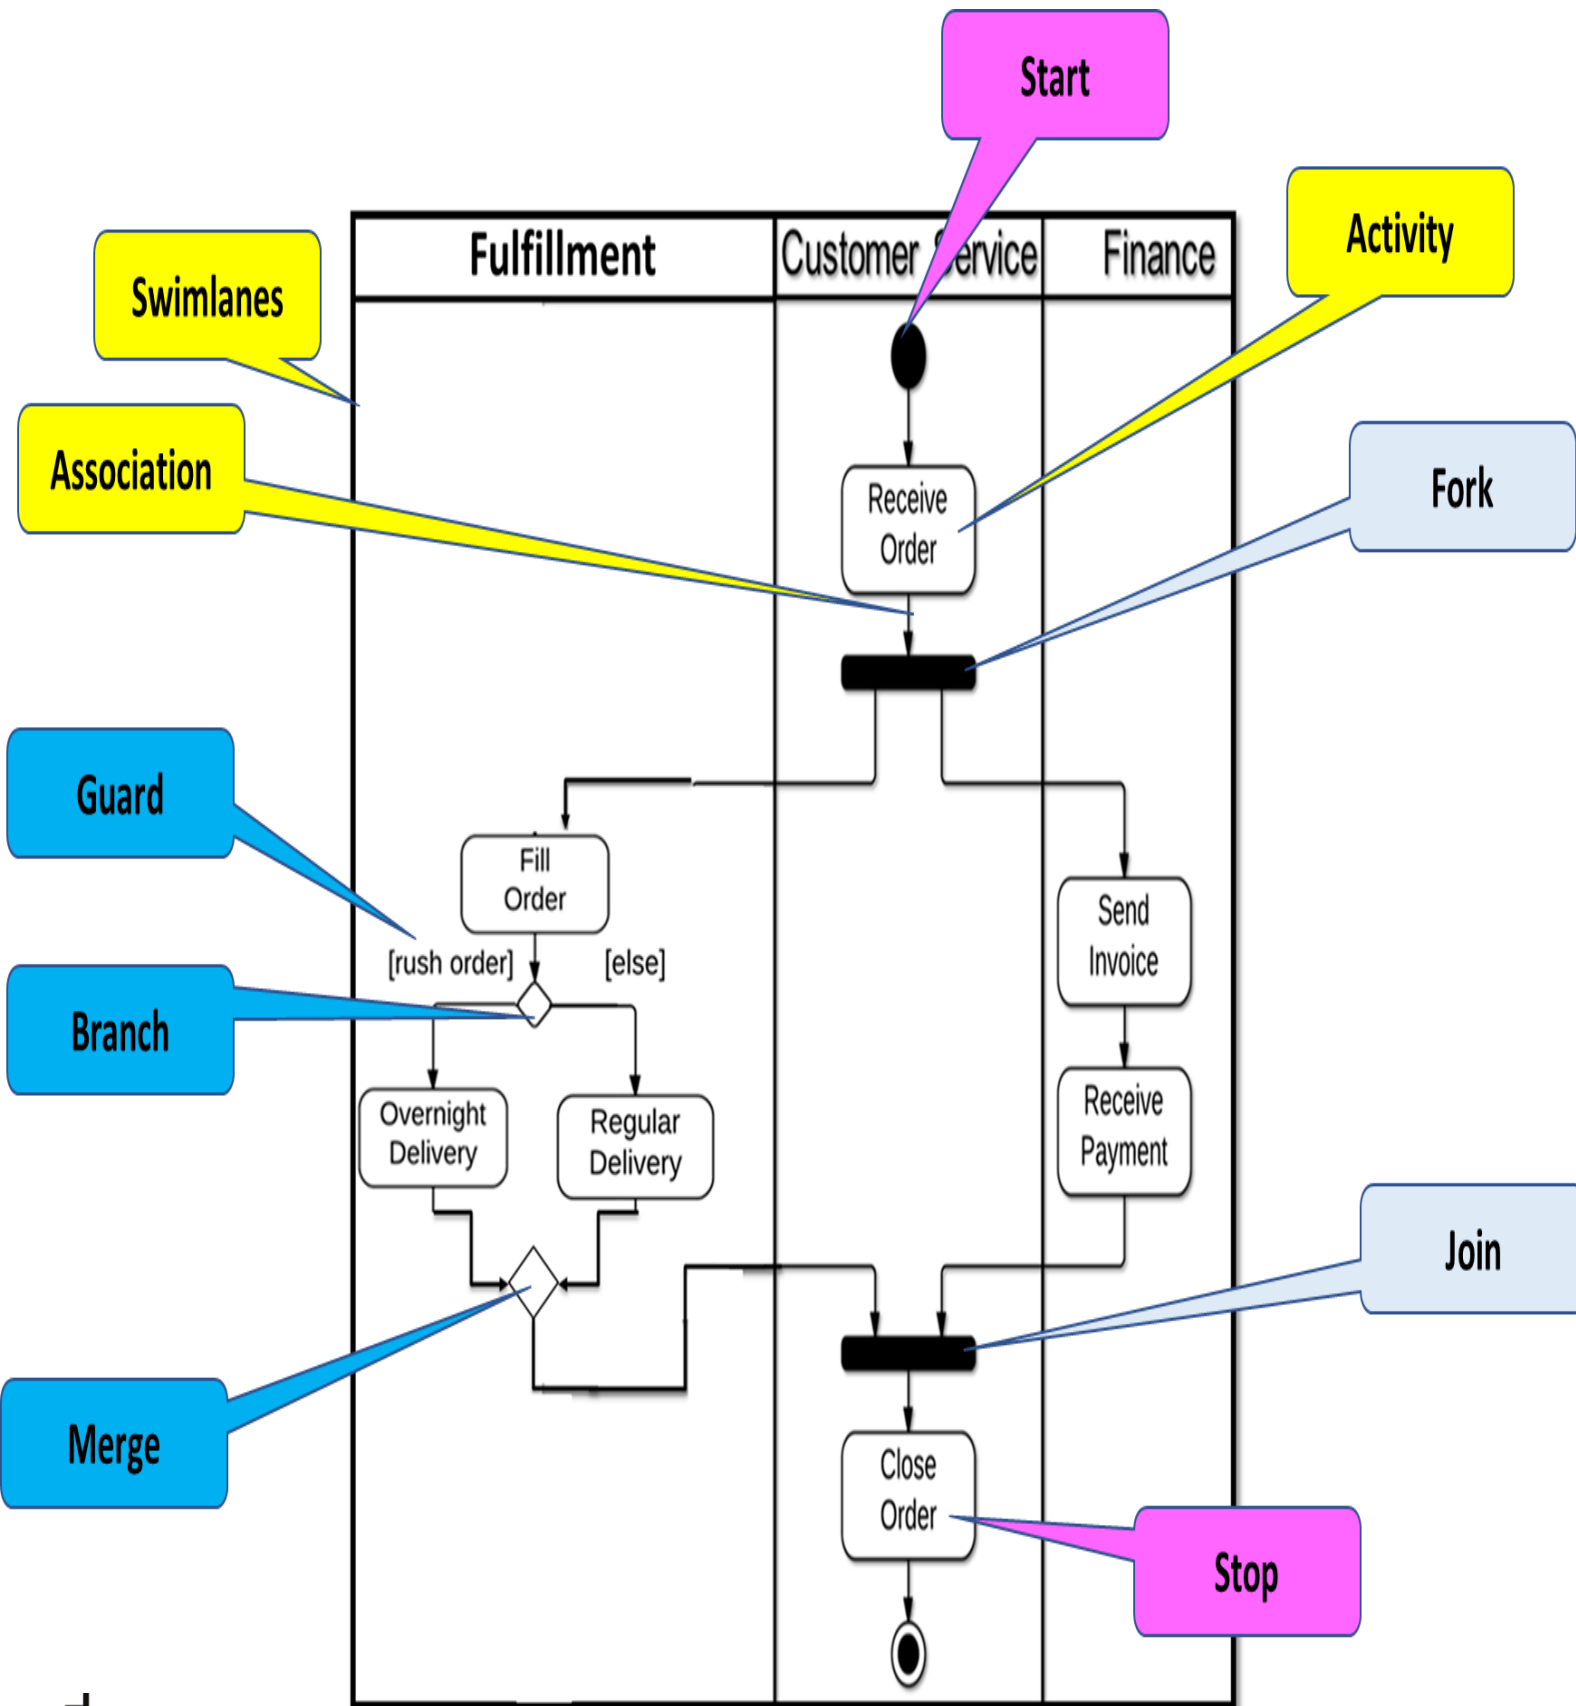 Start
Activity
Swimlanes
Fulfillment
Customer Service
Finance
Association
Receive
Order
Fork
Guard
Fill
Order
[rush order]
[else]
Send
Invoice
Branch
Overnight
Delivery
Regular
Delivery
Receive
Payment
Join
Merge
Close
Order
Stop